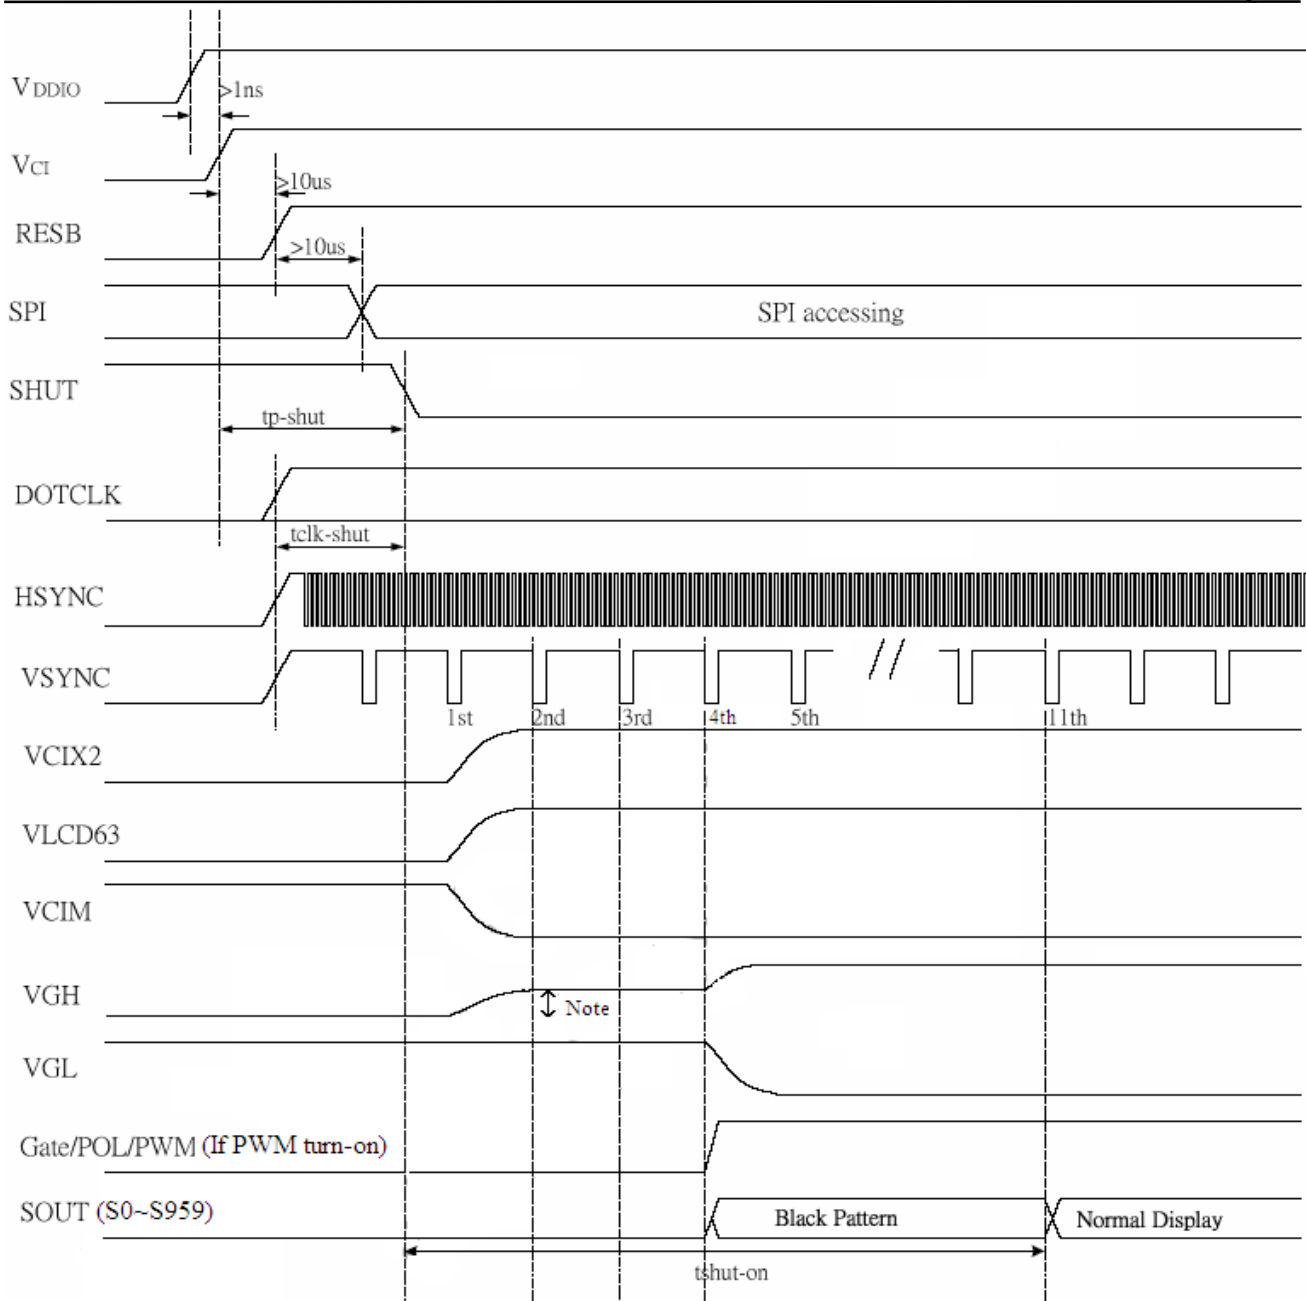 VDDIO
>1ns
VCI
>10us
RESB
>10us
SPI
SPI accessing
SHUT
tp-shut
DOTCLK
tclk-shut
HSYNC
VSYNC
1st 2nd 3rd 4th 5th 11th
VCIX2
VLCD63
VCIM
VGH
Note
VGL
Gate/POL/PWM (If PWM turn-on)
SOUT (S0~S959)
Black Pattern Normal Display
tshut-on